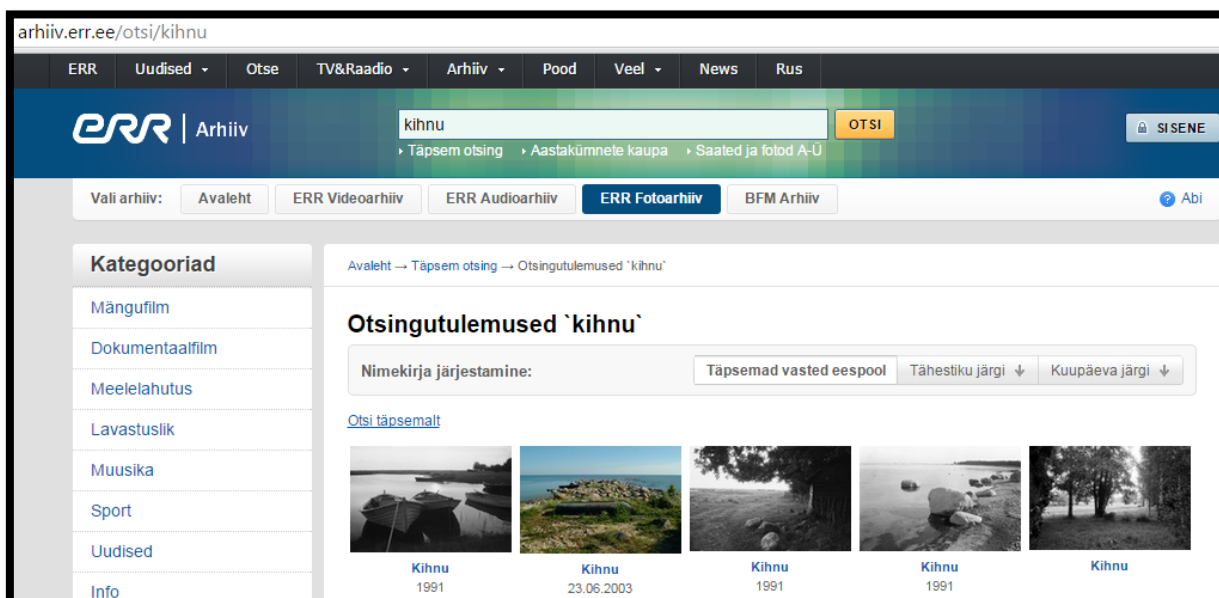 arhiiv.err.ee/otsi/kihnu
ERR Uudised Otse TV&Raadio Arhiiv Pood Veel News Rus
err Arhiiv kihnu OTSI SISENE
Täpsem otsing Aastakümnete kaupa Saated ja fotod A-Ü
Vali arhiiv: Avaleht ERR Videoarhiiv ERR Audioarhiiv ERR Fotoarhiiv BFM Arhiiv ? Abi
Kategooriad
Mängufilm
Dokumentaalfilm
Meelelahutus
Lavastuslik
Muusika
Sport
Uudised
Info
Avaleht → Täpsem otsing → Otsingutulemused `kihnu`
Otsingutulemused `kihnu`
Nimekirja järjestamine: Täpsemad vasted eespool Tähestiku järgi Kuupäeva järgi
Otsi täpsemalt
Kihnu Kihnu Kihnu Kihnu Kihnu
1991 23.06.2003 1991 1991